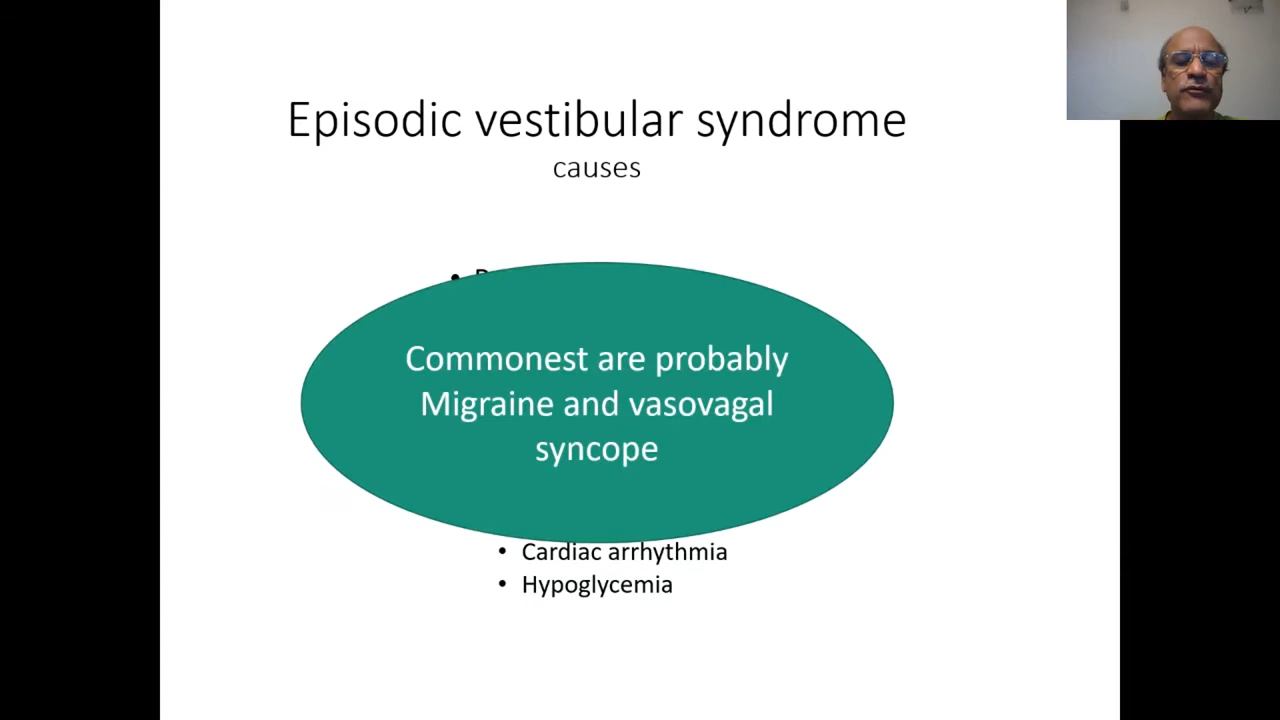 Episodic vestibular syndrome
causes
Commonest are probably
Migraine and vasovagal
syncope
• Cardiac arrhythmia
• Hypoglycemia